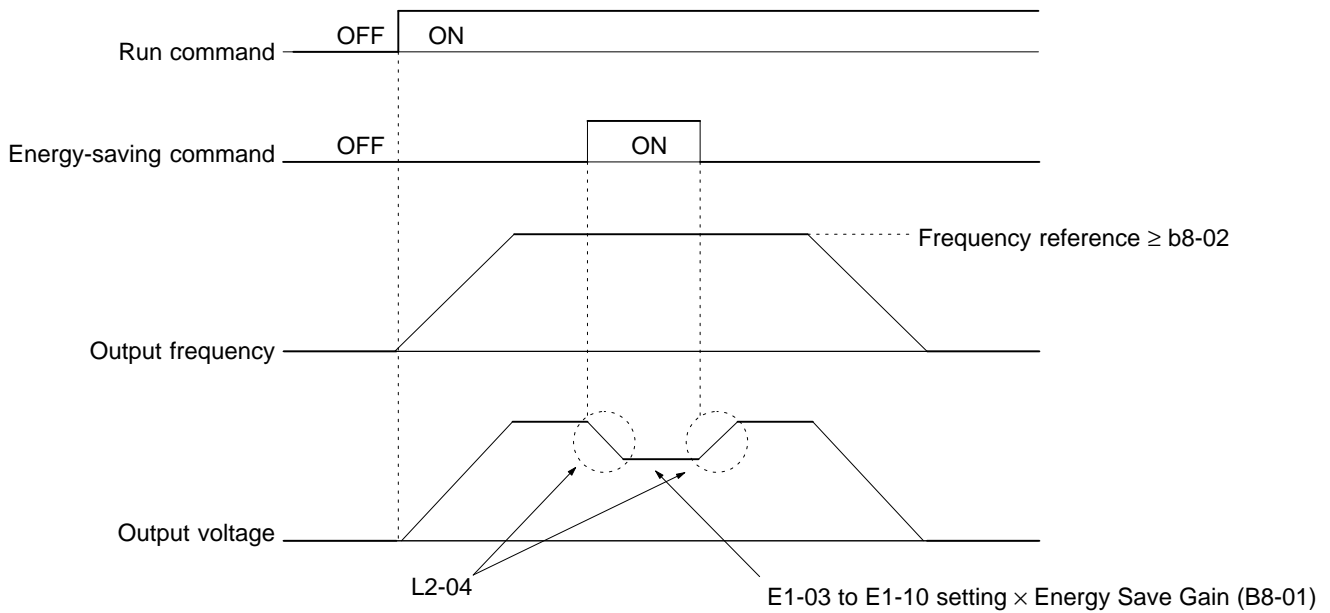 OFF ON
Run command
OFF ON
Energy-saving command
Frequency reference ≥ b8-02
Output frequency
Output voltage
L2-04
E1-03 to E1-10 setting × Energy Save Gain (B8-01)